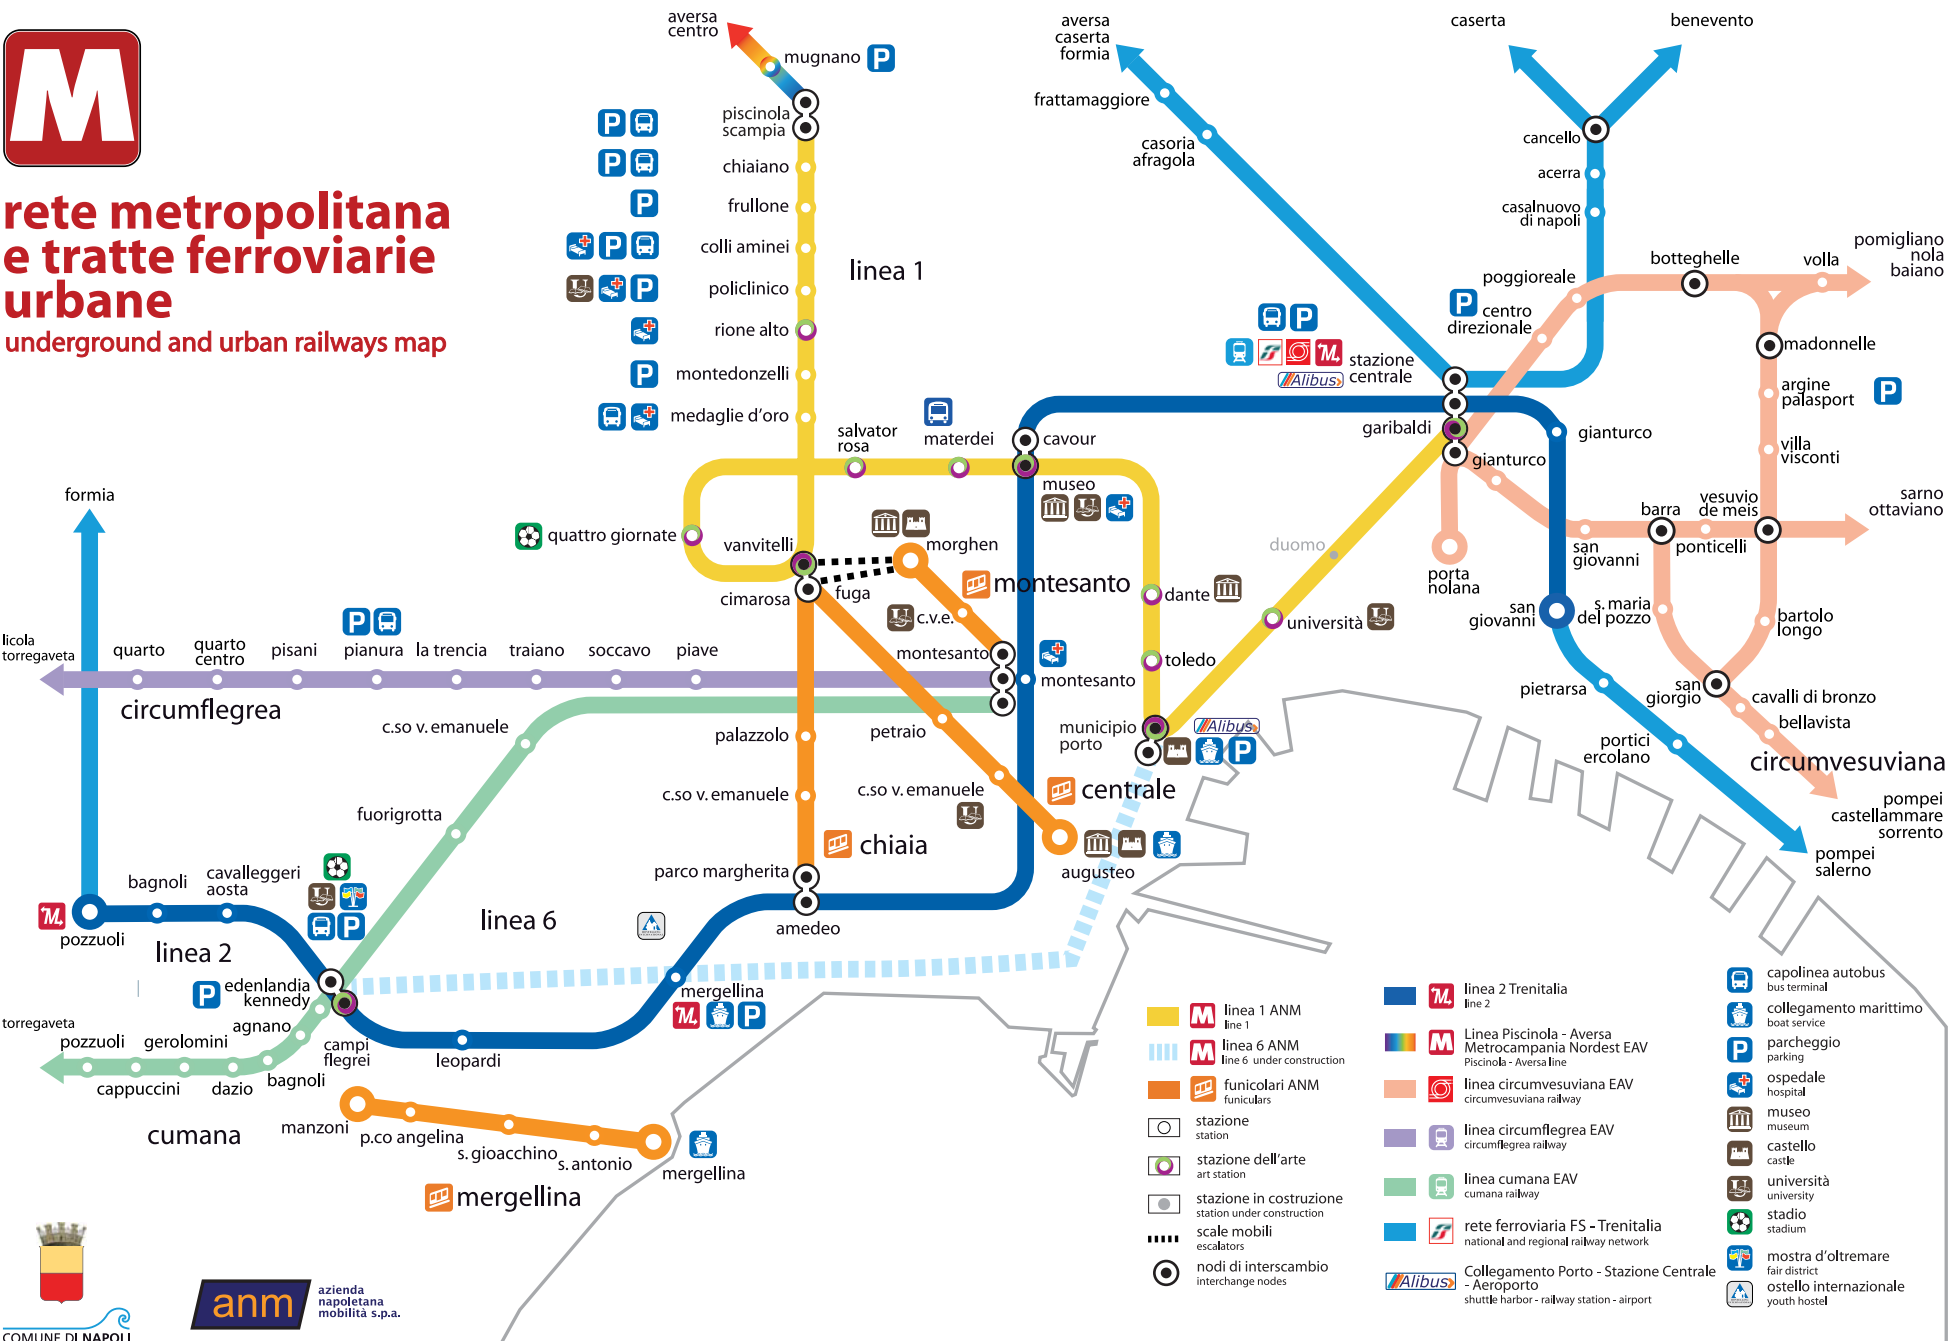 M
rete metropolitana
e tratte ferroviarie
urbane
underground and urban railways map
aversa
centro
mugnano
P
piscinola
scampia
P
chiaiano
P
frullone
P
colli aminei
P
policlinico
P
rione alto
montedonzelli
P
medaglie d'oro
linea 1
salvator
rosa
materdei
cavour
museo
quattro giornate
vanvitelli
cimarosa
fuga
morghen
montesanto
c.v.e.
montesanto
montesanto
dante
toledo
università
duomo
municipio
porto
Alibus
P
aversa
caserta
formia
frattamaggiore
casoria
afragola
caserta
benevento
cancello
acerra
casalnuovo
di napoli
poggioreale
botteghelle
volla
pomigliano
nola
baiano
P
centro
direzionale
P
M
stazione
centrale
Alibus
garibaldi
gianturco
gianturco
madonnelle
argine
palasport
P
villa
visconti
vesuvio
de meis
barra
ponticelli
sarno
ottaviano
san
giovanni
porta
nolana
san
giovanni
s. maria
del pozzo
bartolo
longo
san
giorgio
cavalli di bronzo
bellavista
pietrarsa
portici
ercolano
circumvesuviana
pompei
castellammare
sorrento
pompei
salerno
formia
licola
torregaveta
quarto
quarto
centro
pisani
P
pianura
la trencia
traiano
soccavo
piave
circumflegrea
c.so v. emanuele
palazzolo
petraio
c.so v. emanuele
c.so v. emanuele
centrale
augusteo
chiaia
parco margherita
amedeo
fuorigrotta
cavalleggeri
aosta
bagnoli
M
pozzuoli
linea 2
linea 6
P
P
edenlandia
kennedy
agnano
campi
flegrei
leopardi
mergellina
M
P
torregaveta
pozzuoli
gerolomini
cappuccini
dazio
bagnoli
cumana
manzoni
p.co angelina
s. gioacchino
s. antonio
mergellina
mergellina
M
linea 1 ANM
line 1
M
linea 6 ANM
line 6 under construction
funicolari ANM
funiculars
stazione
station
stazione dell'arte
art station
stazione in costruzione
station under construction
scale mobili
escalators
nodi di interscambio
interchange nodes
M
linea 2 Trenitalia
line 2
M
Linea Piscinola - Aversa
Metrocampania Nordest EAV
Piscinola - Aversa line
linea circumvesuviana EAV
circumvesuviana railway
linea circumflegrea EAV
circumflegrea railway
linea cumana EAV
cumana railway
rete ferroviaria FS - Trenitalia
national and regional railway network
Alibus
Collegamento Porto - Stazione Centrale
- Aeroporto
shuttle harbor - railway station - airport
capolinea autobus
bus terminal
collegamento marittimo
boat service
P
parcheggio
parking
ospedale
hospital
museo
museum
castello
castle
università
university
stadio
stadium
mostra d'oltremare
fair district
ostello internazionale
youth hostel
COMUNE DI NAPOLI
anm
azienda
napoletana
mobilità s.p.a.